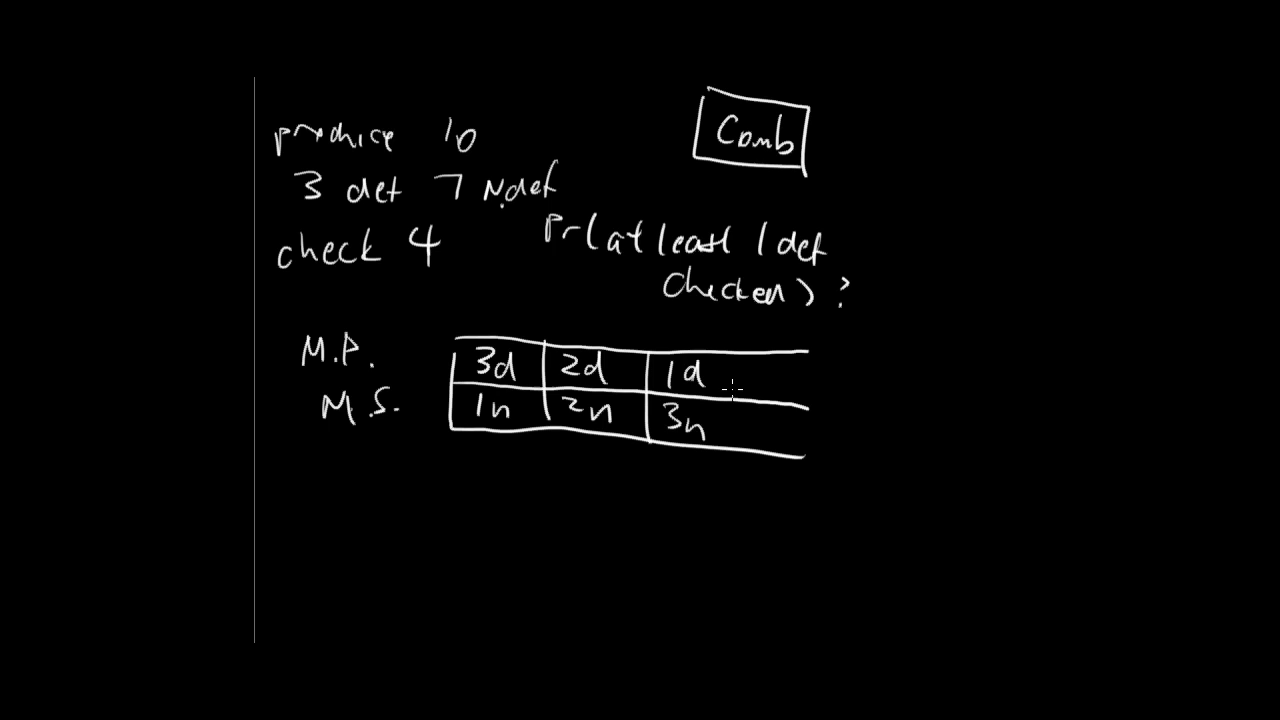 Comb
produce 10
3 det 7 N.def
check 4
Pr(at least 1 def
checked) ?
M.P.
M.S.
3d 2d 1d
1n 2n 3n